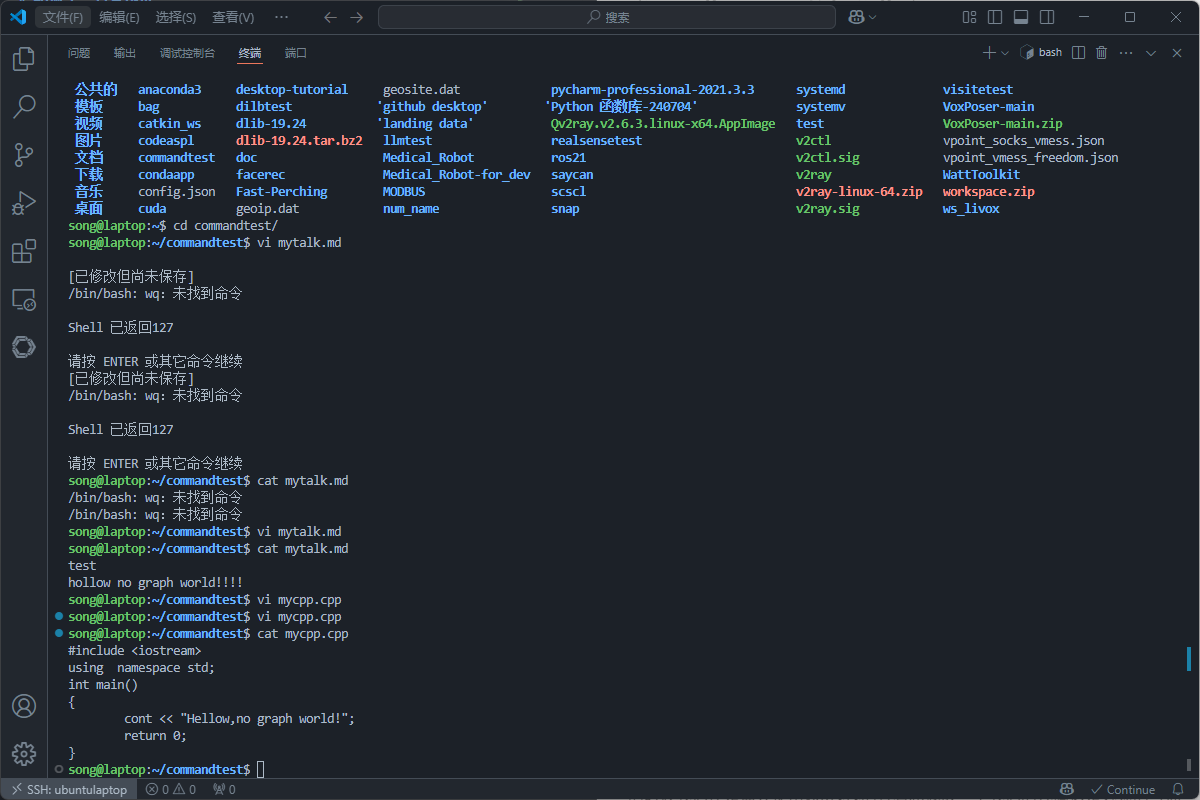 文件(F) 编辑(E) 选择(S) 查看(V) ··· 搜索
问题 输出 调试控制台 终端 端口 bash
公共的 anaconda3 desktop-tutorial geosite.dat pycharm-professional-2021.3.3 systemd visitetest
模板 bag dilbtest 'github desktop' 'Python 函数库-240704' systemv VoxPoser-main
视频 catkin_ws dlib-19.24 'landing data' Qv2ray.v2.6.3.linux-x64.AppImage test VoxPoser-main.zip
图片 codeaspl dlib-19.24.tar.bz2 llmtest realsensetest v2ctl vpoint_socks_vmess.json
文档 commandtest doc Medical_Robot ros21 v2ctl.sig vpoint_vmess_freedom.json
下载 condaapp facerec Medical_Robot-for_dev saycan v2ray WattToolkit
音乐 config.json Fast-Perching MODBUS scscl v2ray-linux-64.zip workspace.zip
桌面 cuda geoip.dat num_name snap v2ray.sig ws_livox
song@laptop:~$ cd commandtest/
song@laptop:~/commandtest$ vi mytalk.md
[已修改但尚未保存]
/bin/bash: wq: 未找到命令
Shell 已返回127
请按 ENTER 或其它命令继续
[已修改但尚未保存]
/bin/bash: wq: 未找到命令
Shell 已返回127
请按 ENTER 或其它命令继续
song@laptop:~/commandtest$ cat mytalk.md
/bin/bash: wq: 未找到命令
/bin/bash: wq: 未找到命令
song@laptop:~/commandtest$ vi mytalk.md
song@laptop:~/commandtest$ cat mytalk.md
test
hollow no graph world!!!!
song@laptop:~/commandtest$ vi mycpp.cpp
song@laptop:~/commandtest$ vi mycpp.cpp
song@laptop:~/commandtest$ cat mycpp.cpp
#include <iostream>
using  namespace std;
int main()
{
cont << "Hellow,no graph world!";
return 0;
}
song@laptop:~/commandtest$
SSH: ubuntulaptop 0 0 0 Continue